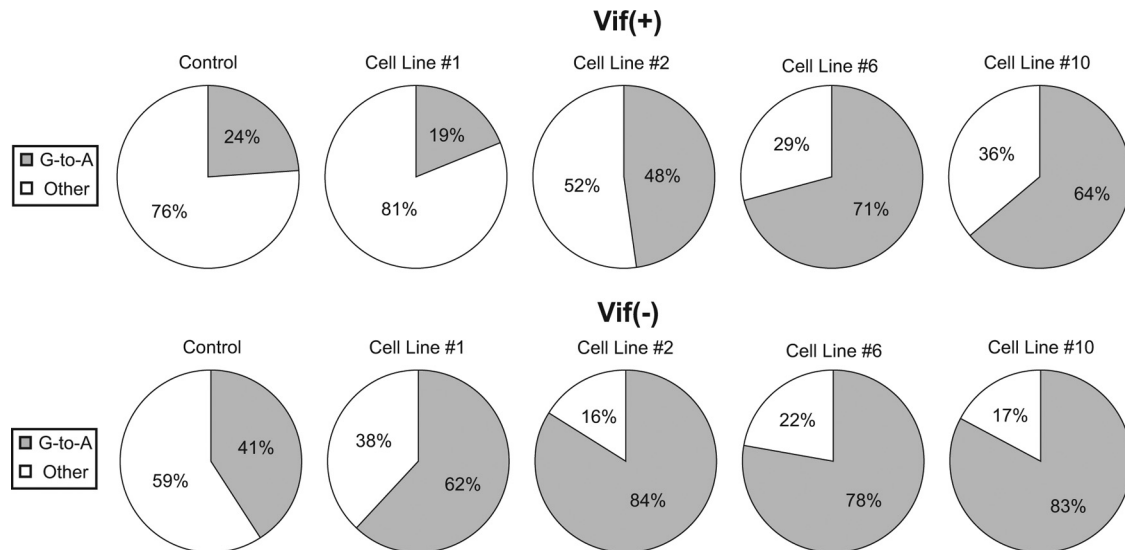 Vif(+)
Control
Cell Line #1
Cell Line #2
Cell Line #6
Cell Line #10
G-to-A
Other
24%
76%
19%
81%
52%
48%
29%
71%
36%
64%
Vif(-)
Control
Cell Line #1
Cell Line #2
Cell Line #6
Cell Line #10
G-to-A
Other
41%
59%
38%
62%
16%
84%
22%
78%
17%
83%